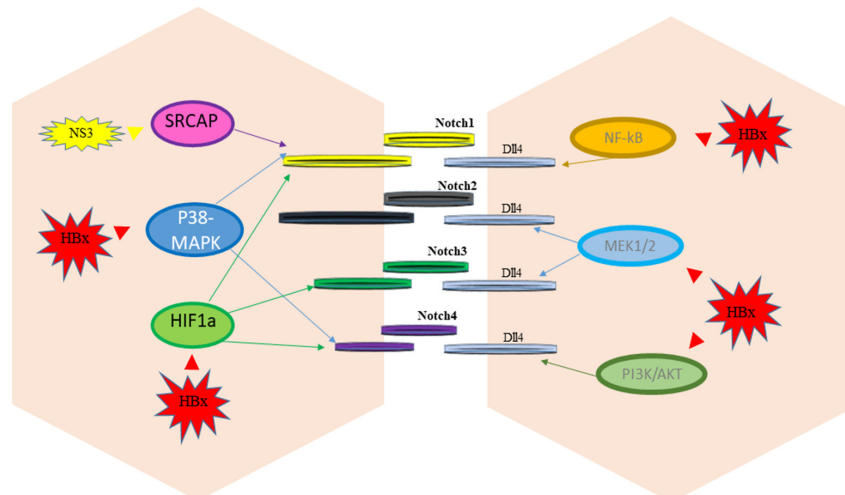 Notch1
SRCAP
NS3
Dll4
NF-kB
HBx
Notch2
Dll4
P38-
MAPK
HBx
MEK1/2
Notch3
Dll4
HIF1a
HBx
Notch4
Dll4
PI3K/AKT
HBx